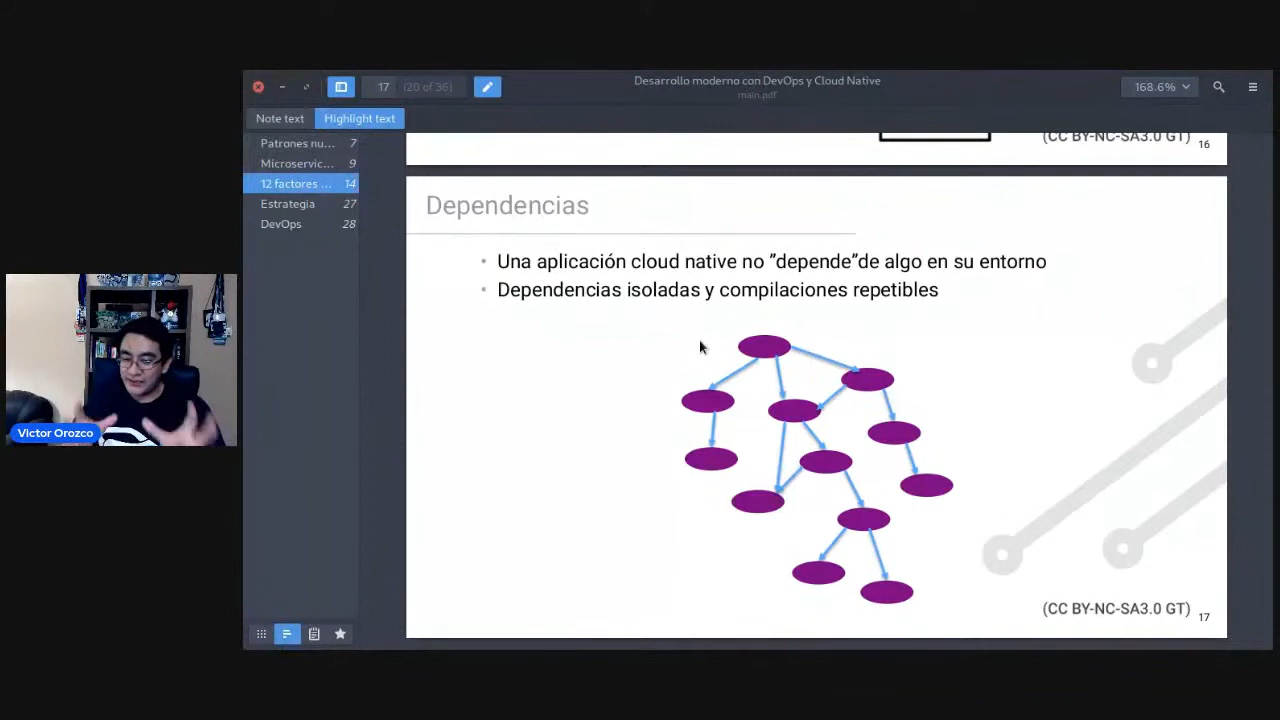 Desarrollo moderno con DevOps y Cloud Native
main.pdf
17 (20 of 36)
168.6%
Note text Highlight text
Patrones nu... 7
Microservic... 9
12 factores ... 14
Estrategia 27
DevOps 28
(CC BY-NC-SA3.0 GT) 16
Dependencias
• Una aplicación cloud native no ”depende”de algo en su entorno
• Dependencias isoladas y compilaciones repetibles
(CC BY-NC-SA3.0 GT) 17
Victor Orozco